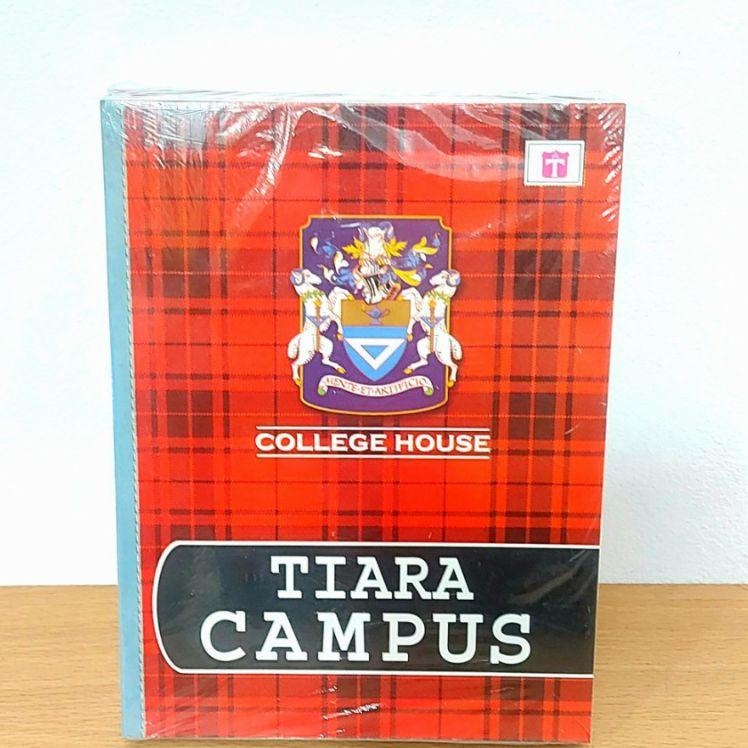 T
MENTE·ET·ARTIFICIO
COLLEGE HOUSE
TIARA
CAMPUS